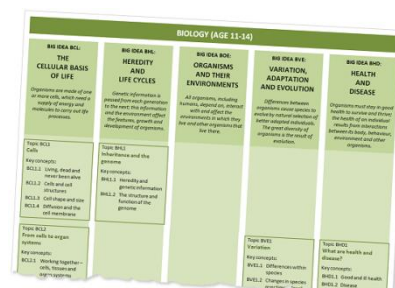 BIOLOGY (AGE 11-14)
BIG IDEA BCL:
THE
CELLULAR BASIS
OF LIFE
Organisms are made of one
or more cells, which need a
supply of energy and
molecules to carry out life
processes.
Topic BCL1
Cells
Key concepts:
BCL1.1 Living, dead and
never been alive
BCL1.2 Cells and cell
structures
BCL1.3 Cell shape and size
BCL1.4 Diffusion and the
cell membrane
Topic BCL2
From cells to organ
systems
Key concepts:
BCL2.1 Working together –
cells, tissues and
organ systems
BIG IDEA BHL:
HEREDITY
AND
LIFE CYCLES
Genetic information is
passed from each generation
to the next; this information
and the environment affect
the features, growth and
development of organisms.
Topic BHL1
Inheritance and the
genome
Key concepts:
BHL1.1 Heredity and
genetic information
BHL1.2 The structure and
function of the
genome
BIG IDEA BOE:
ORGANISMS
AND THEIR
ENVIRONMENTS
All organisms, including
humans, depend on, interact
with and affect the
environments in which they
live and other organisms that
live there.
BIG IDEA BVE:
VARIATION,
ADAPTATION
AND EVOLUTION
Differences between
organisms cause species to
evolve by natural selection of
better adapted individuals.
The great diversity of
organisms is the result of
evolution.
Topic BVE1
Variation
Key concepts:
BVE1.1 Differences within
species
BVE1.2 Changes in species
BIG IDEA BHD:
HEALTH
AND
DISEASE
Organisms must stay in good
health to survive and thrive
the health of an individual
results from interactions
between its body, behaviour,
environment and other
organisms.
Topic BHD1
What are health and
disease?
Key concepts:
BHD1.1 Good and ill health
BHD1.2 Disease